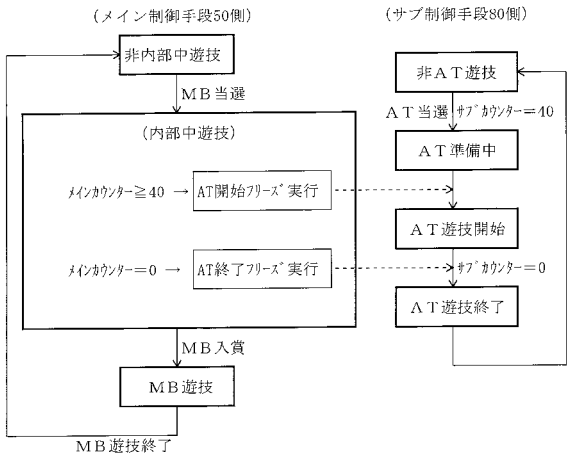 (メイン制御手段50側)
(サブ制御手段80側)
非内部中遊技
非AT遊技
MB当選
AT当選 サブカウンター=40
(内部中遊技)
AT準備中
メインカウンター≧40 → AT開始フリーズ実行
AT遊技開始
メインカウンター=0 → AT終了フリーズ実行
サブカウンター=0
AT遊技終了
MB入賞
MB遊技
MB遊技終了